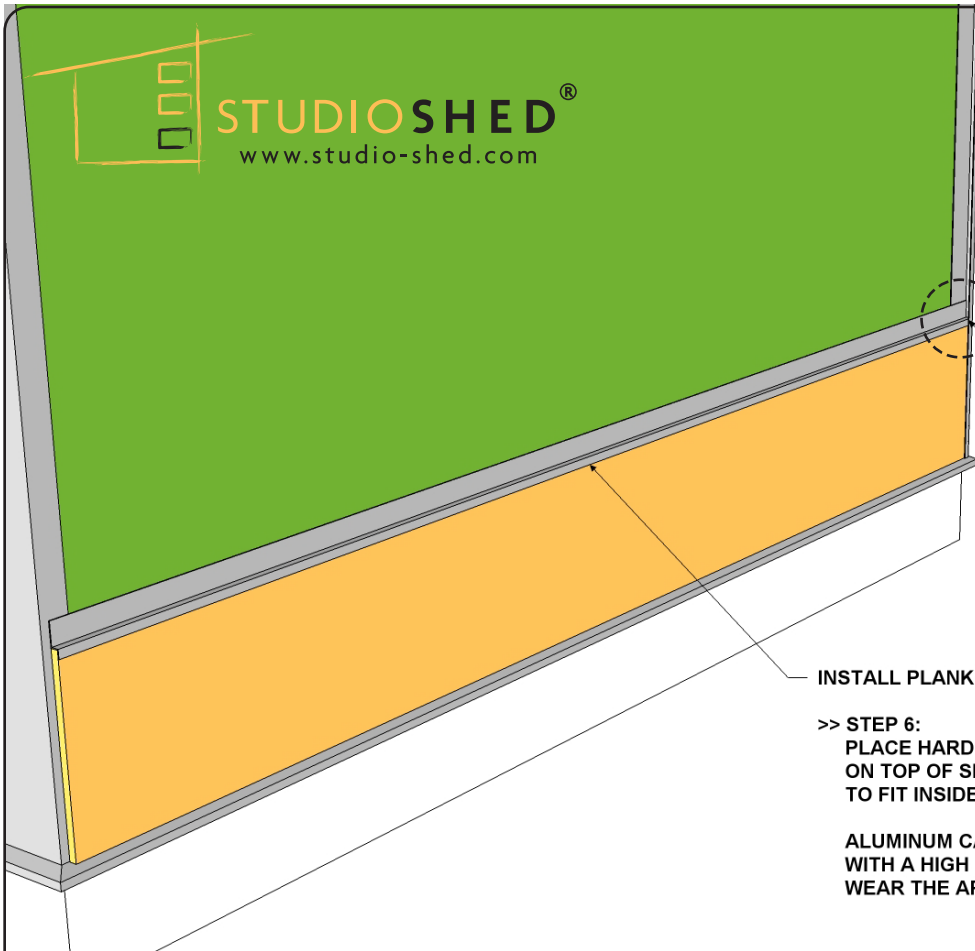 STUDIOSHED®
www.studio-shed.com
INSTALL PLANK
>> STEP 6:
PLACE HARD
ON TOP OF
TO FIT INSIDE
ALUMINUM
WITH A HIGH
WEAR THE